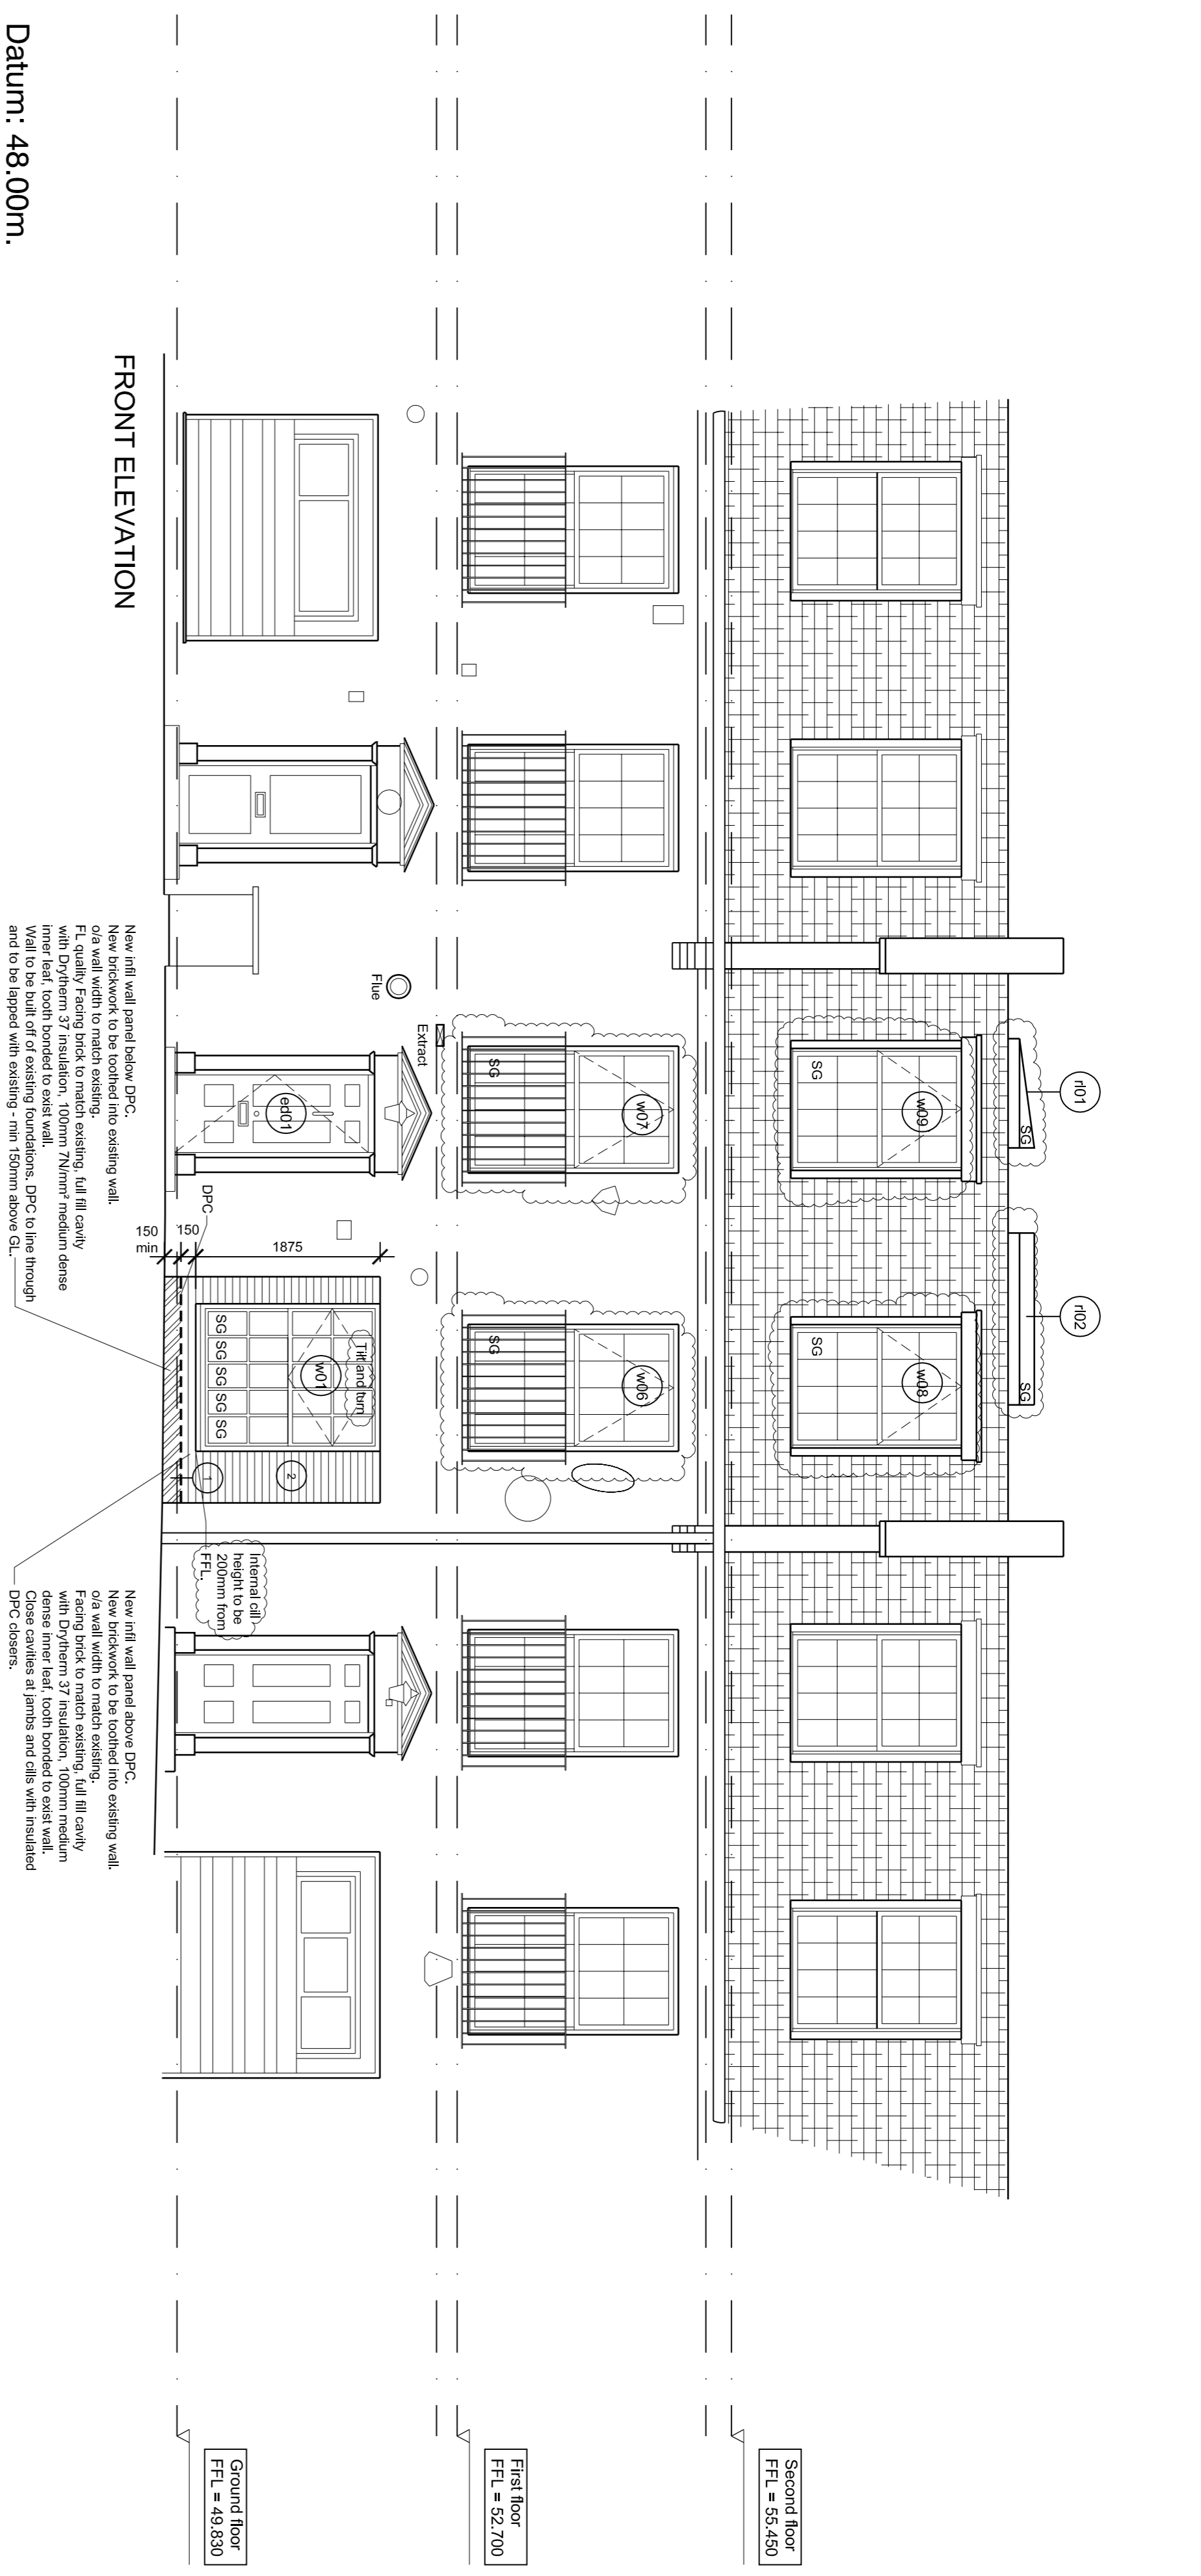 rl01
rl02
SG
SG
w09
w08
SG
SG
Second floor
FFL = 55.450
w07
w06
SG
SG
First floor
FFL = 52.700
Extract
Flue
ed01
Tilt and turn
w01
SG SG SG SG SG
2
1
1875
150
150
min
DPC
Internal cill
height to be
200mm from
FFL.
Ground floor
FFL = 49.830
New infil wall panel below DPC.
New brickwork to be toothed into existing wall.
o/a wall width to match existing.
FL quality Facing brick to match existing, full fill cavity
with Drytherm 37 insulation, 100mm 7N/mm² medium dense
inner leaf, tooth bonded to exist wall.
Wall to be built off of existing foundations. DPC to line through
and to be lapped with existing - min 150mm above GL.
New infil wall panel above DPC.
New brickwork to be toothed into existing wall.
o/a wall width to match existing.
Facing brick to match existing, full fill cavity
with Drytherm 37 insulation, 100mm medium
dense inner leaf, tooth bonded to exist wall.
Close cavities at jambs and cills with insulated
DPC closers.
FRONT ELEVATION
Datum: 48.00m.